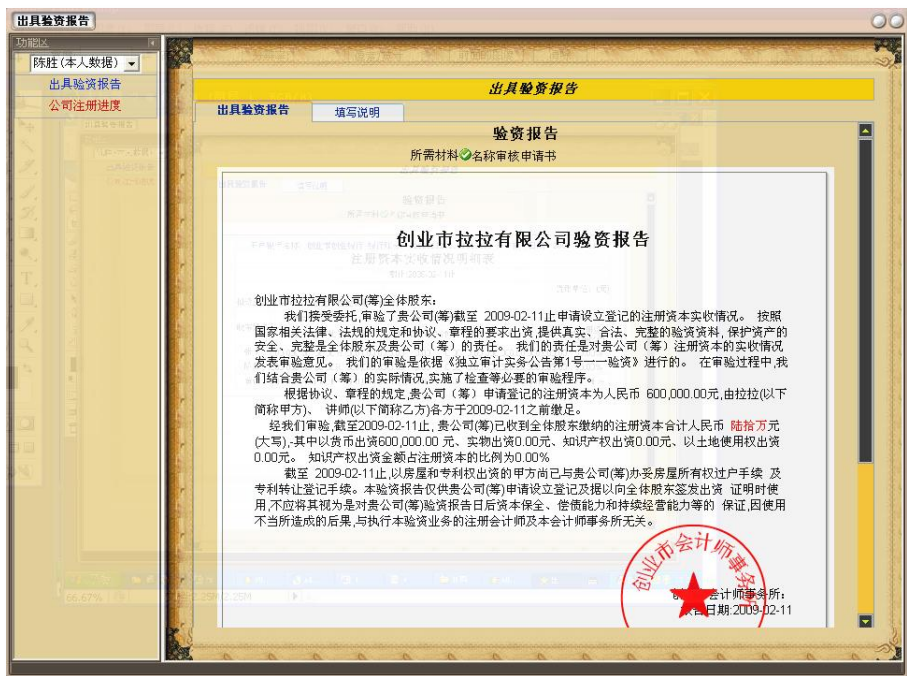 出具验资报告
功能区
陈胜(本人数据)
出具验资报告
公司注册进度
出具验资报告
出具验资报告
填写说明
验资报告
所需材料名称审核申请书
创业市拉拉有限公司验资报告
创业市拉拉有限公司(筹)全体股东:
我们接受委托,审验了贵公司(筹)截至 2009-02-11止申请设立登记的注册资本实收情况。 按照
国家相关法律、法规的规定和协议、章程的要求出资,提供真实、合法、完整的验资资料, 保护资产的
安全、完整是全体股东及贵公司（筹）的责任。 我们的责任是对贵公司（筹）注册资本的实收情况
发表审验意见。 我们的审验是依据《独立审计实务公告第1号一一验资》进行的。 在审验过程中,我
们结合贵公司（筹）的实际情况,实施了检查等必要的审验程序。
根据协议、章程的规定,贵公司（筹）申请登记的注册资本为人民币 600,000.00元,由拉拉(以下
简称甲方)、 讲师(以下简称乙方)各方于2009-02-11之前缴足。
经我们审验,截至2009-02-11止, 贵公司(筹)已收到全体股东缴纳的注册资本合计人民币 陆拾万元
(大写),其中以货币出资600,000.00 元、实物出资0.00元、知识产权出资0.00元、以土地使用权出资
0.00元。 知识产权出资金额占注册资本的比例为0.00%
截至 2009-02-11止,以房屋和专利权出资的甲方尚已与贵公司(筹)办妥房屋所有权过户手续 及
专利转让登记手续。本验资报告仅供贵公司(筹)申请设立登记及据以向全体股东签发出资 证明时使
用,不应将其视为是对贵公司(筹)验资报告日后资本保全、偿债能力和持续经营能力等的 保证,因使用
不当所造成的后果,与执行本验资业务的注册会计师及本会计师事务所无关。
创业市会计师事务所
会计师事务所:
日期:2009-02-11
66.67%